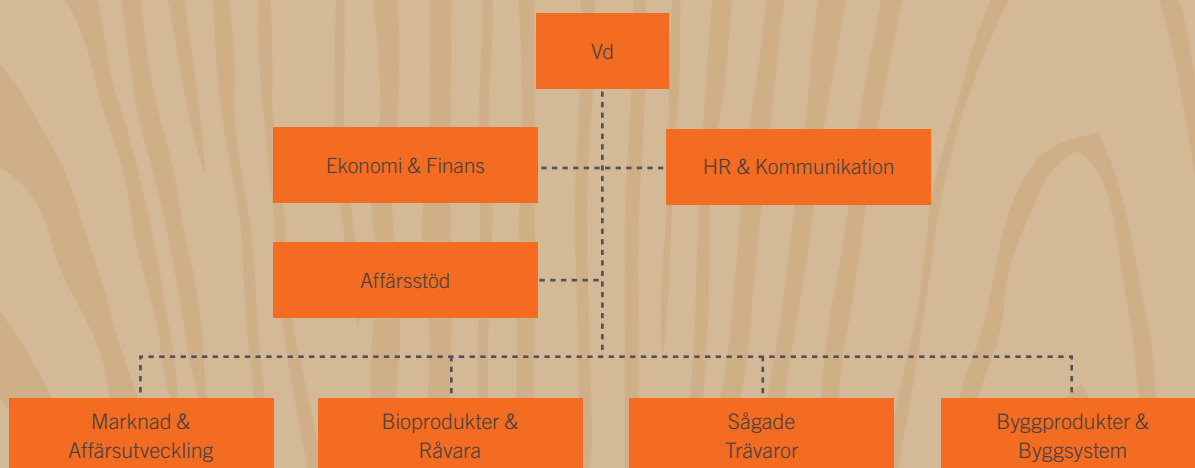 Vd
Ekonomi & Finans
HR & Kommunikation
Affärsstöd
Marknad &
Affärsutveckling
Bioprodukter &
Råvara
Sågade
Trävaror
Byggprodukter &
Byggsystem